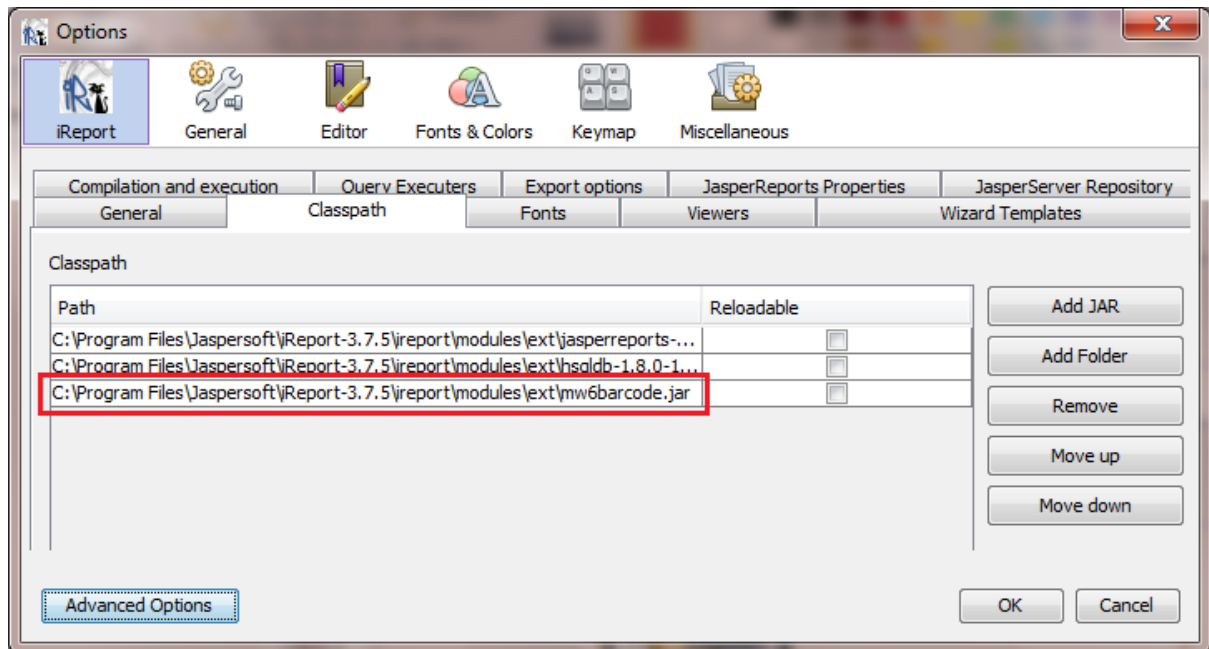 Options
X
iReport General Editor Fonts & Colors Keymap Miscellaneous
Compilation and execution Query Executers Export options JasperReports Properties JasperServer Repository
General Classpath Fonts Viewers Wizard Templates
Classpath
Path Reloadable
C:\Program Files\Jaspersoft\iReport-3.7.5\ireport\modules\ext\jasperreports-...
C:\Program Files\Jaspersoft\iReport-3.7.5\ireport\modules\ext\hsqldb-1.8.0-1...
C:\Program Files\Jaspersoft\iReport-3.7.5\ireport\modules\ext\mw6barcode.jar
Add JAR
Add Folder
Remove
Move up
Move down
Advanced Options OK Cancel